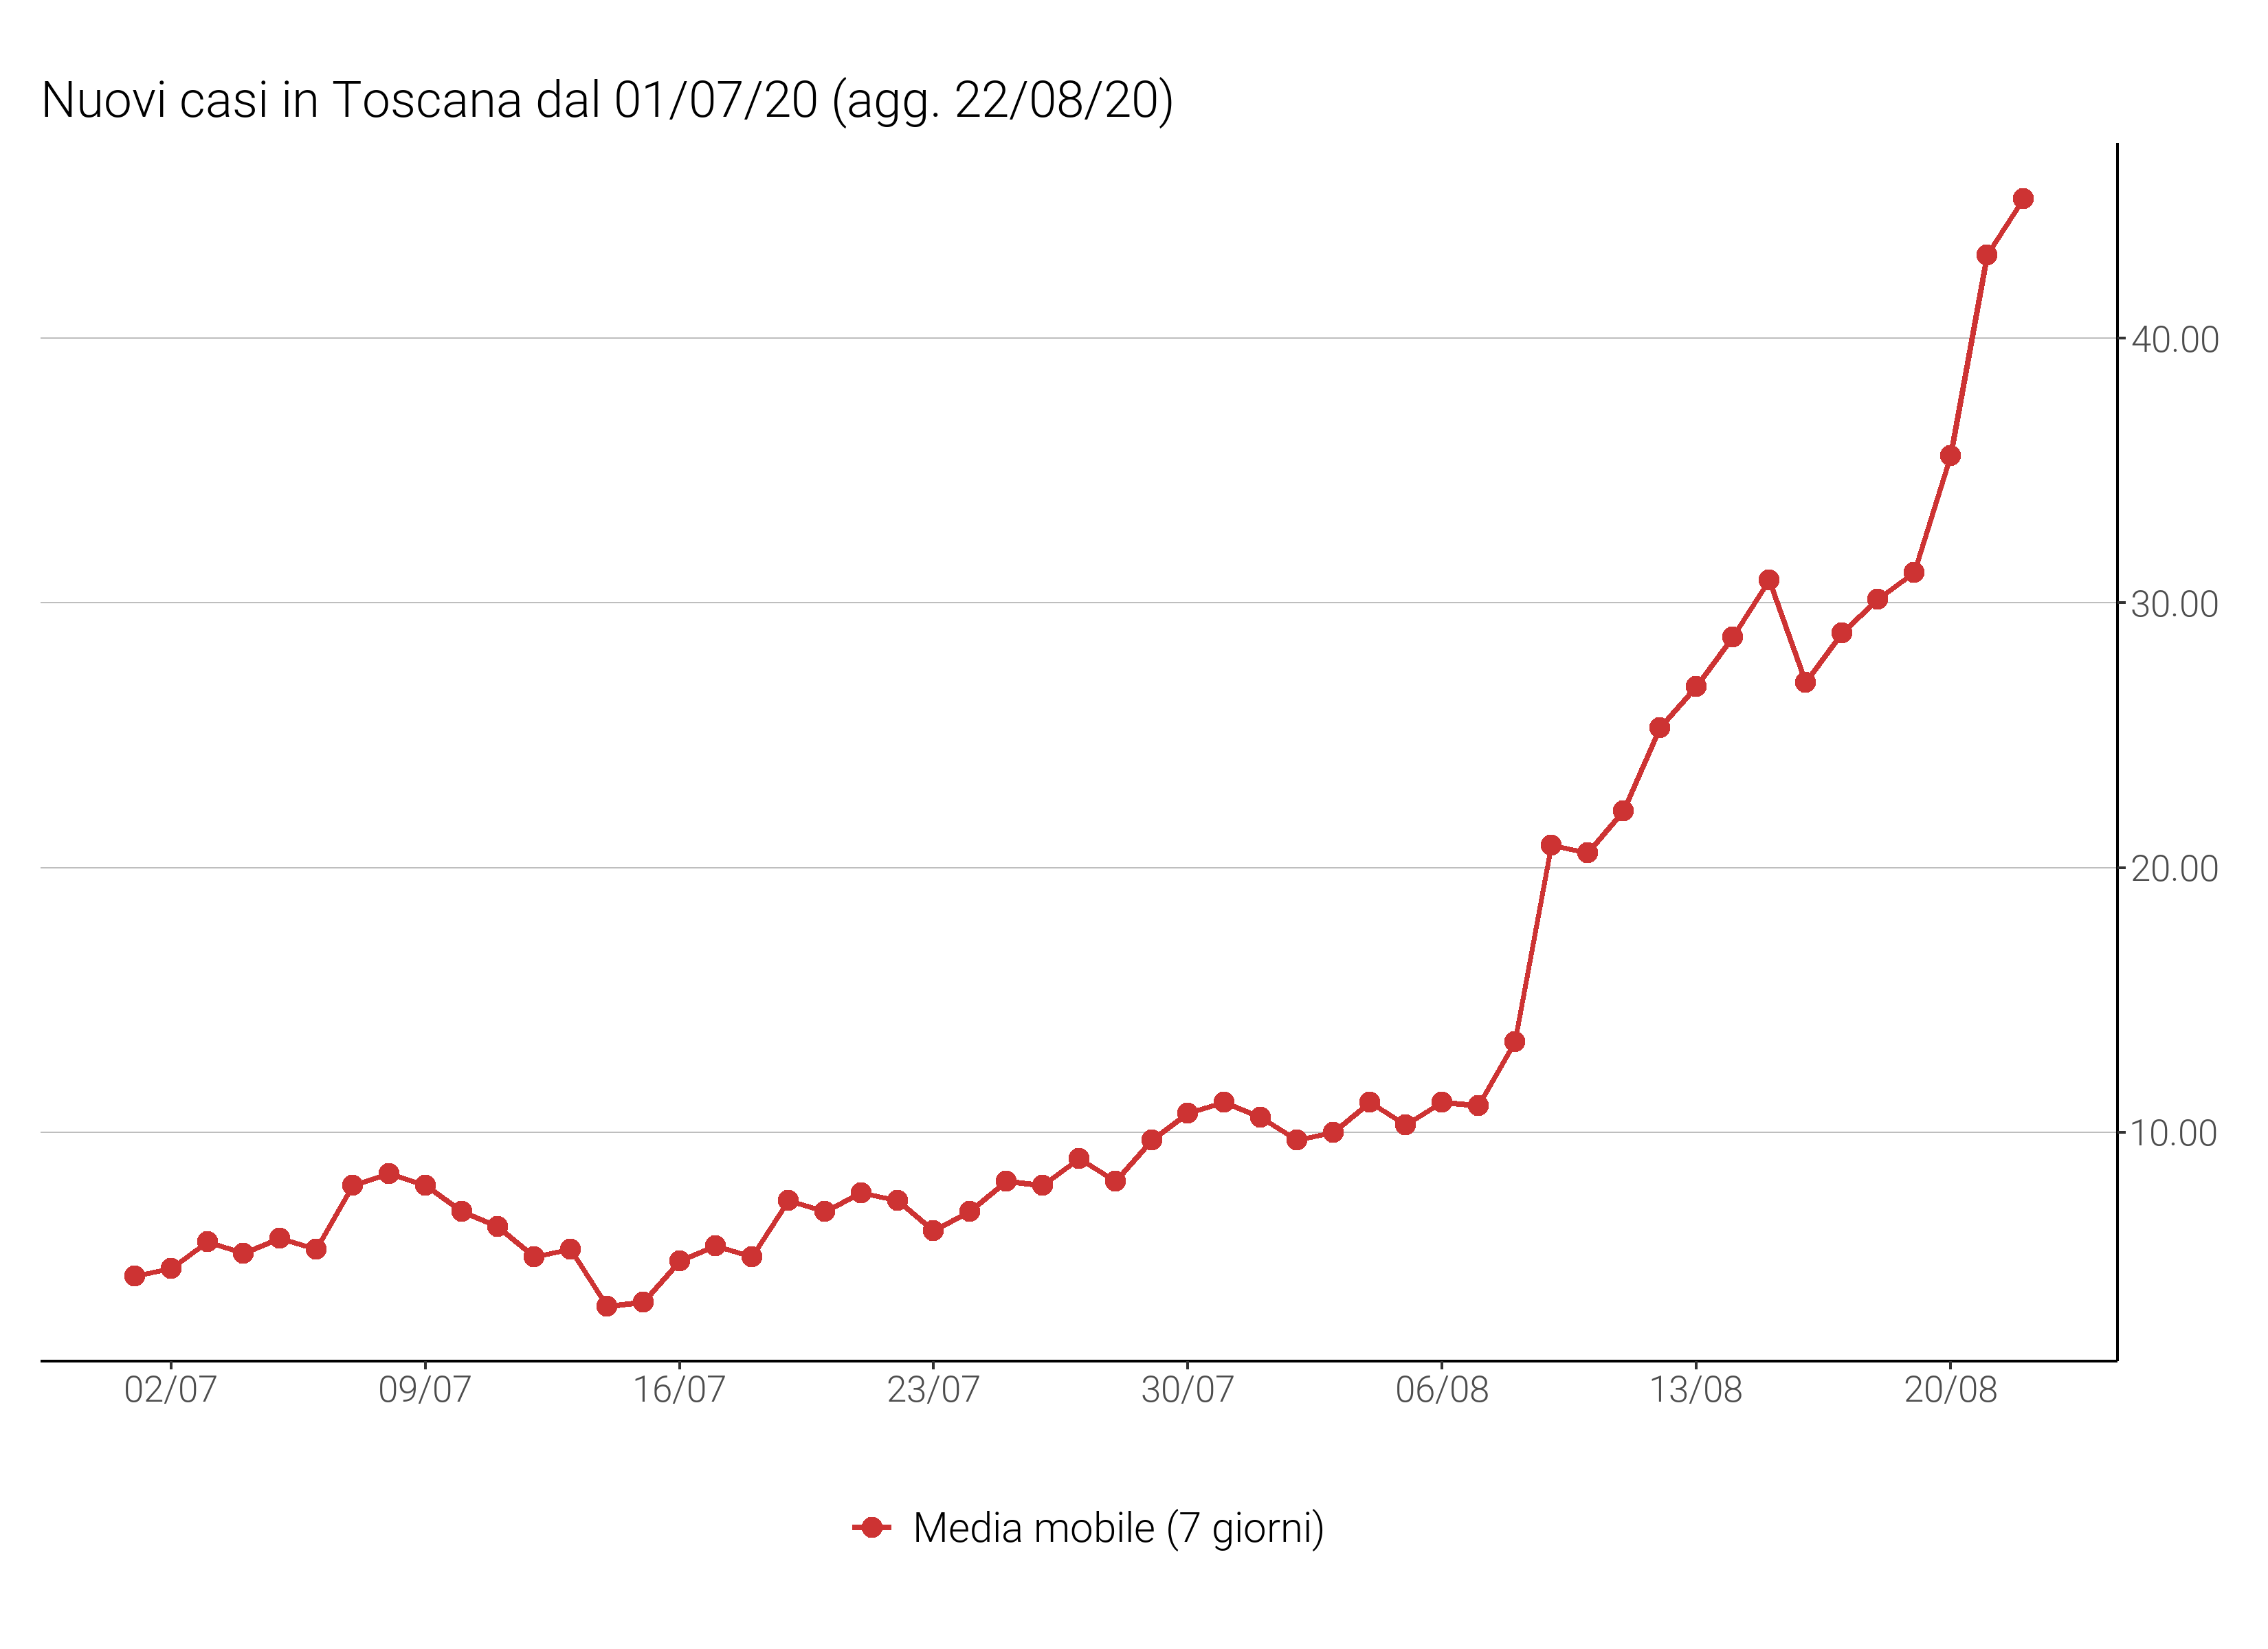 Nuovi casi in Toscana dal 01/07/20 (agg. 22/08/20)
40.00
30.00
20.00
10.00
02/07 09/07 16/07 23/07 30/07 06/08 13/08 20/08
Media mobile (7 giorni)